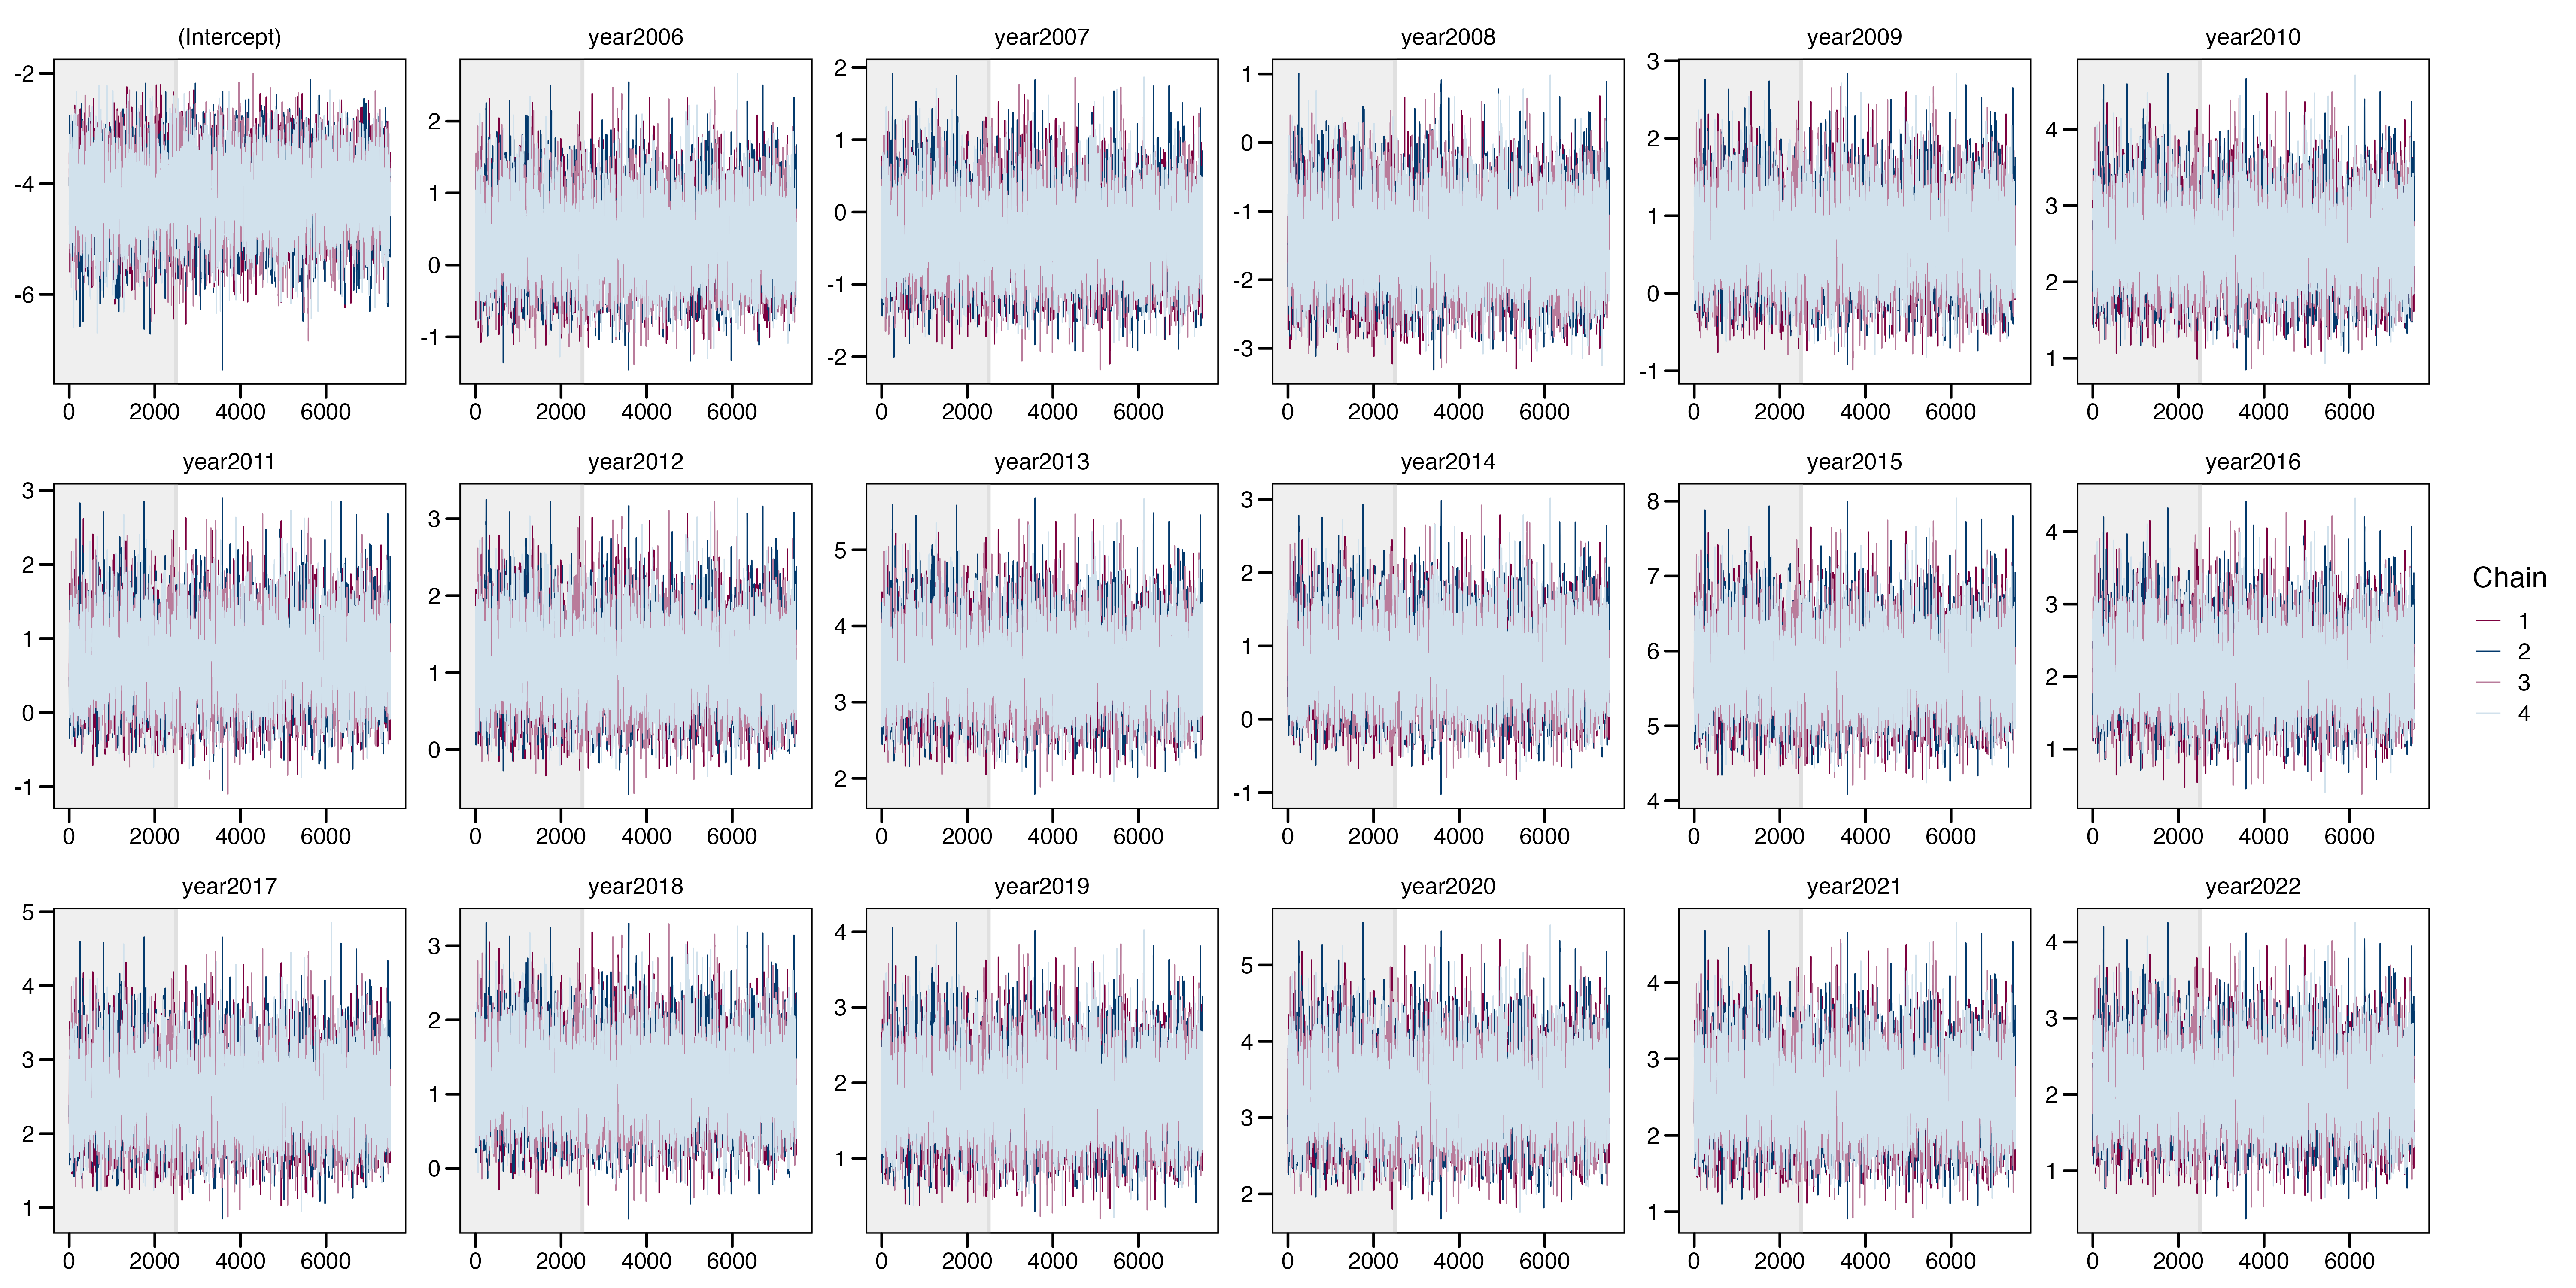 (Intercept) year2006 year2007 year2008 year2009 year2010
-2 -4 -6
2 1 0 -1
2 1 0 -1 -2
1 0 -1 -2 -3
3 2 1 0 -1
4 3 2 1
0 2000 4000 6000 0 2000 4000 6000 0 2000 4000 6000 0 2000 4000 6000 0 2000 4000 6000 0 2000 4000 6000
year2011 year2012 year2013 year2014 year2015 year2016
3 2 1 0 -1
3 2 1 0
5 4 3 2
3 2 1 0 -1
8 7 6 5 4
4 3 2 1
0 2000 4000 6000 0 2000 4000 6000 0 2000 4000 6000 0 2000 4000 6000 0 2000 4000 6000 0 2000 4000 6000
year2017 year2018 year2019 year2020 year2021 year2022
5 4 3 2 1
3 2 1 0
4 3 2 1
5 4 3 2
4 3 2 1
4 3 2 1
0 2000 4000 6000 0 2000 4000 6000 0 2000 4000 6000 0 2000 4000 6000 0 2000 4000 6000 0 2000 4000 6000
Chain
1
2
3
4